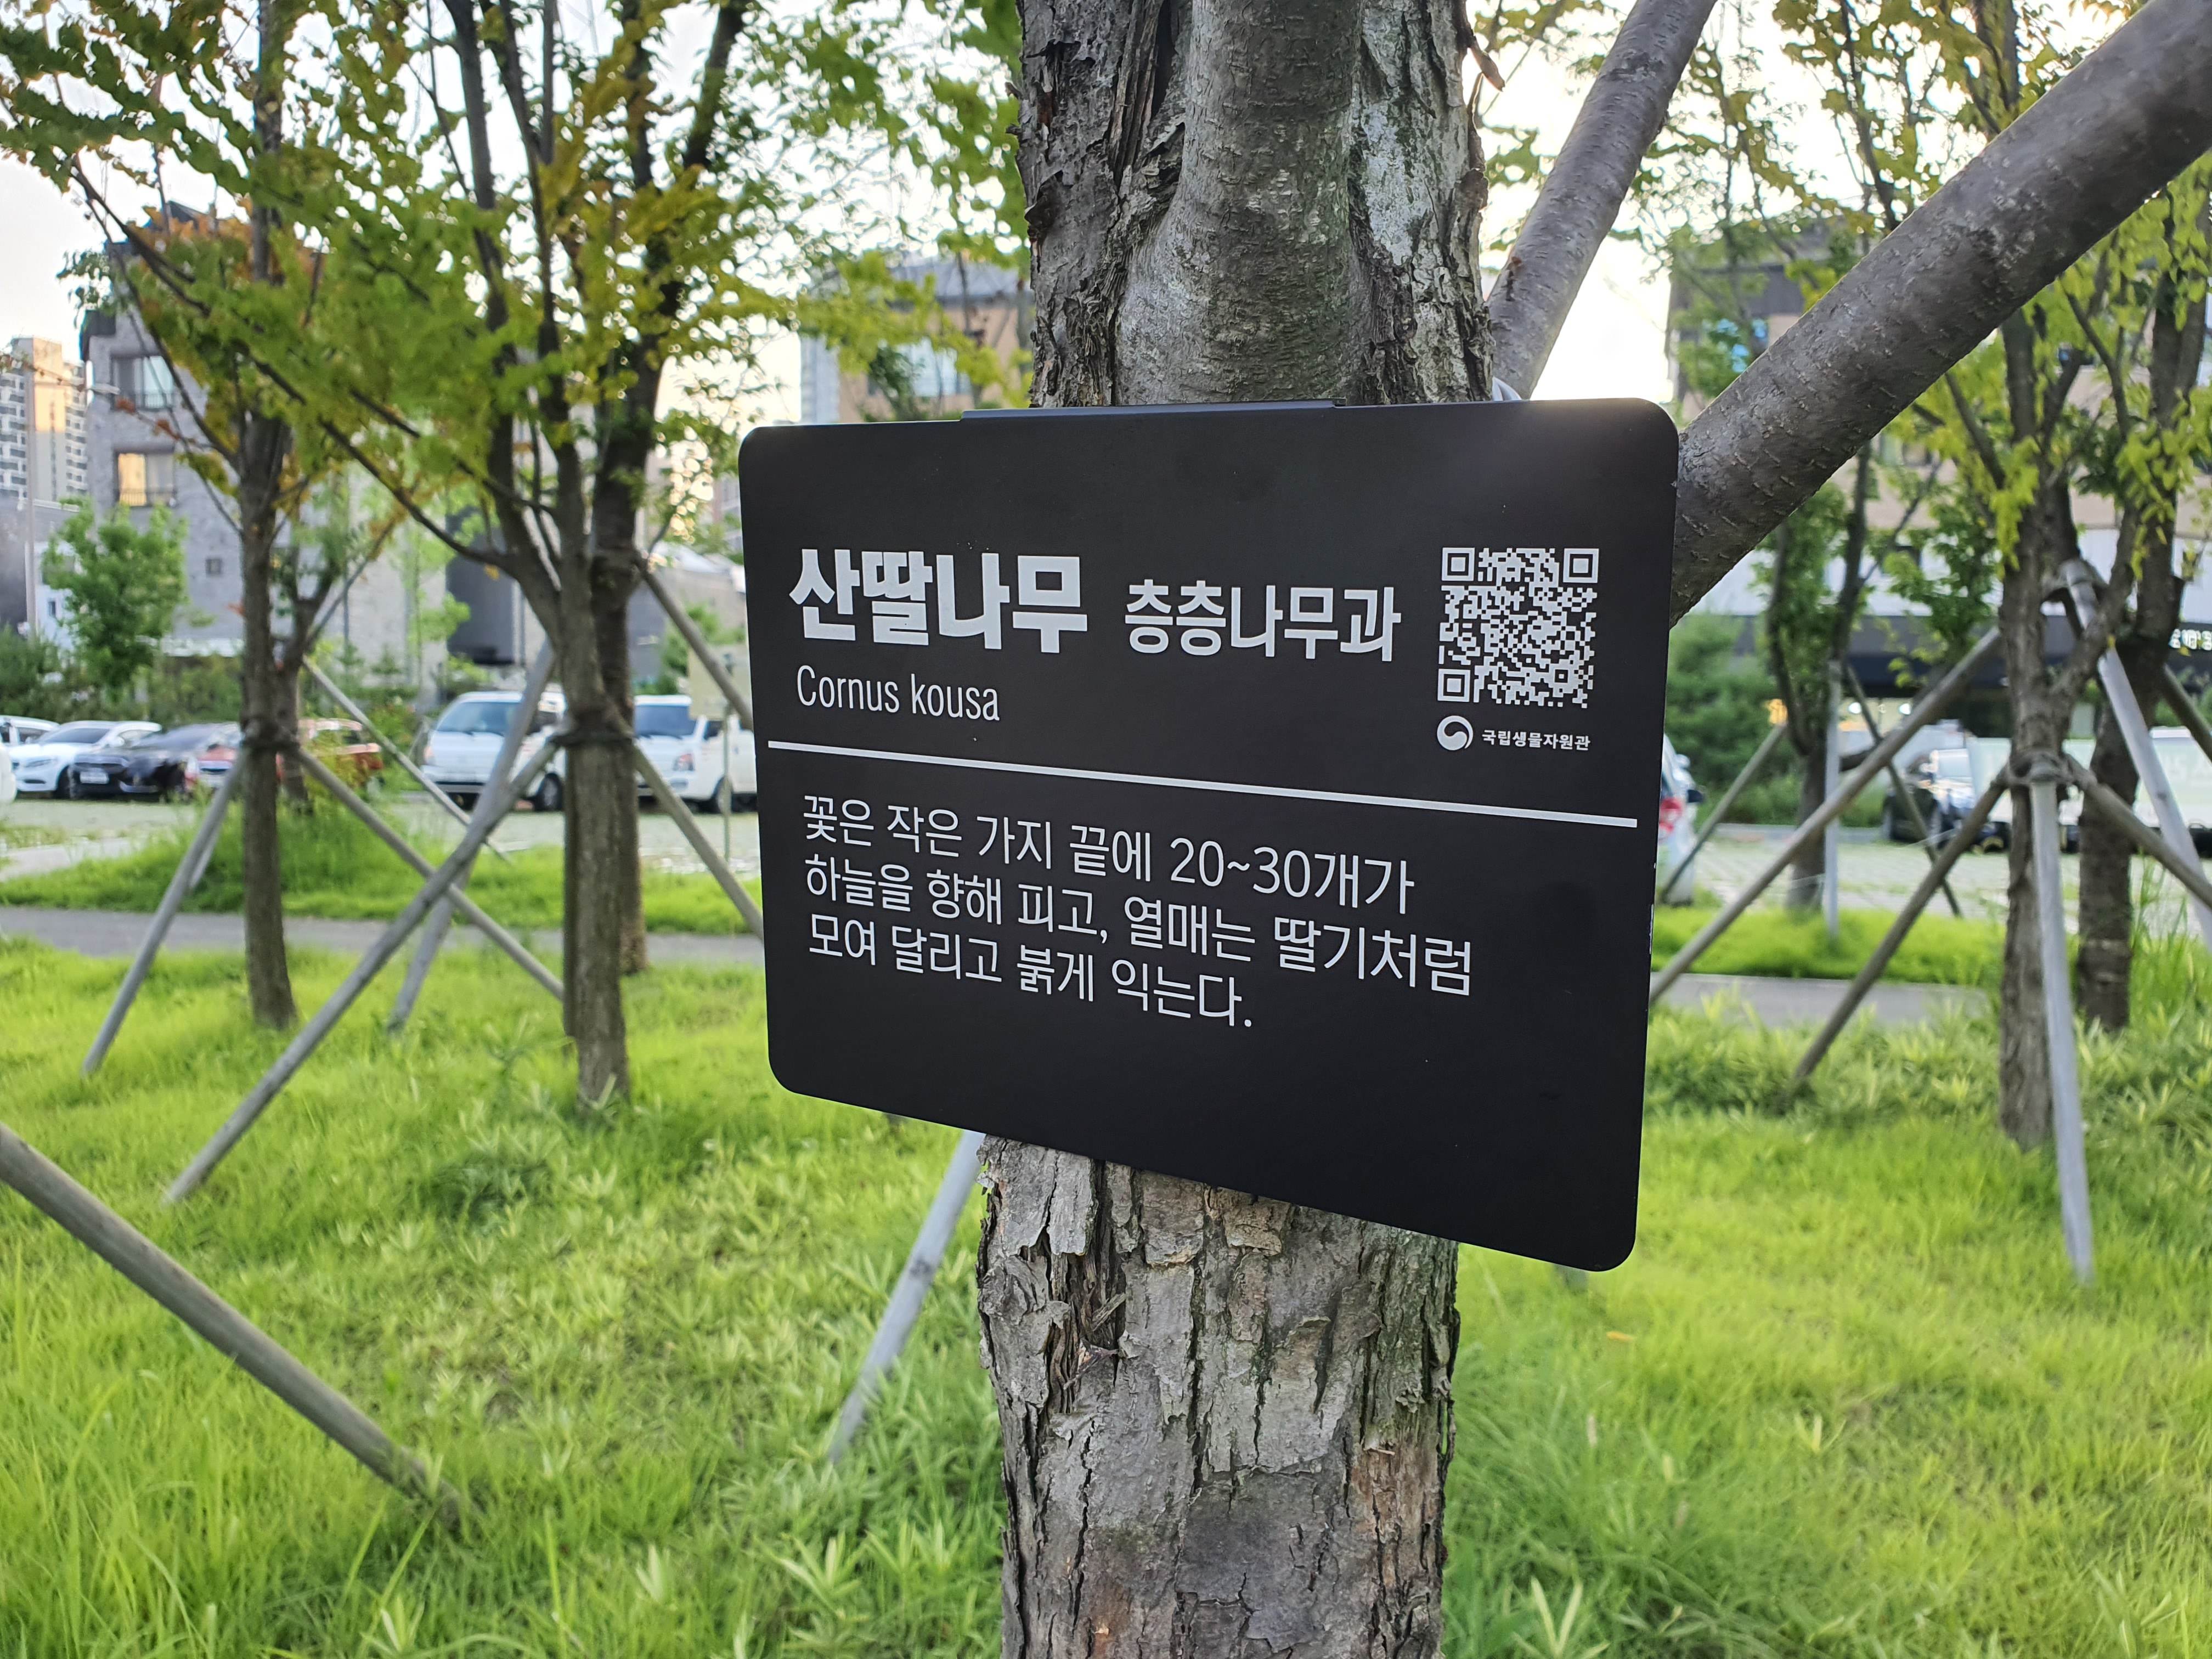 산딸나무 층층나무과
Cornus kousa
국립생물자원관
꽃은 작은 가지 끝에 20~30개가
하늘을 향해 피고, 열매는 딸기처럼
모여 달리고 붉게 익는다.